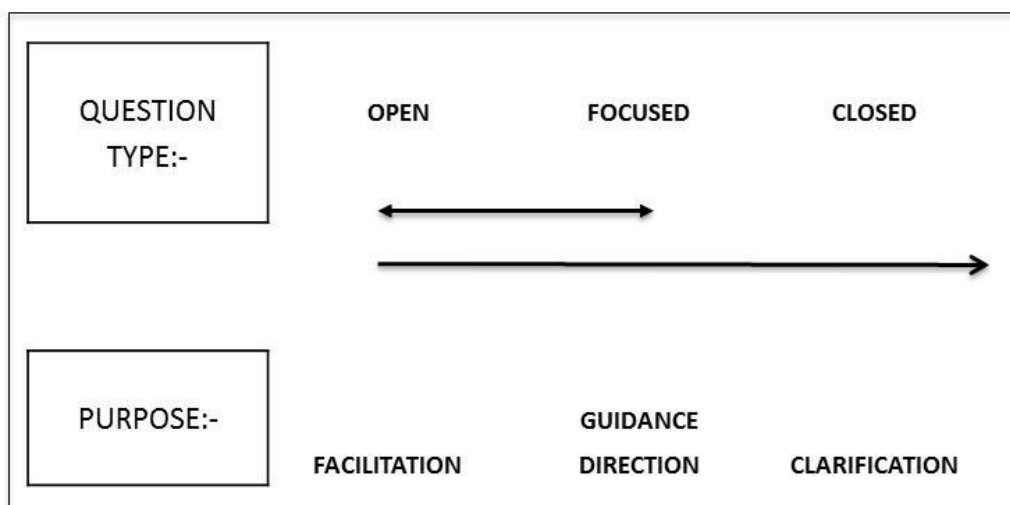 QUESTION
TYPE:-
OPEN FOCUSED CLOSED
PURPOSE:-
GUIDANCE
FACILITATION DIRECTION CLARIFICATION